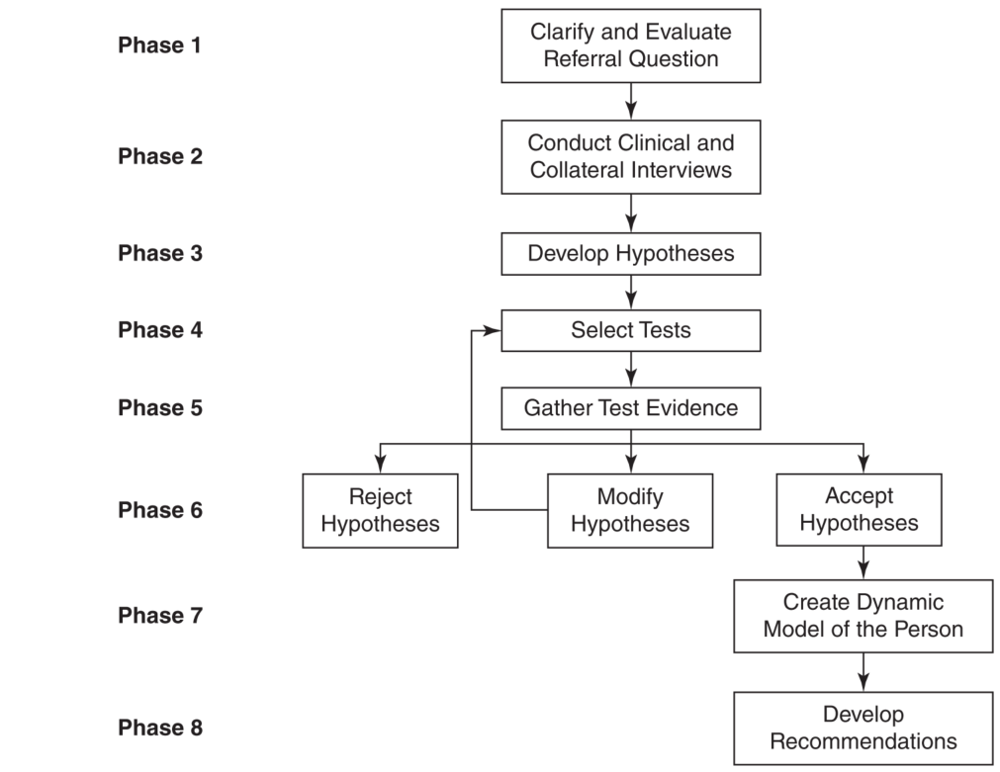 Phase 1
Clarify and Evaluate
Referral Question
Phase 2
Conduct Clinical and
Collateral Interviews
Phase 3
Develop Hypotheses
Phase 4
Select Tests
Phase 5
Gather Test Evidence
Phase 6
Reject
Hypotheses
Modify
Hypotheses
Accept
Hypotheses
Phase 7
Create Dynamic
Model of the Person
Phase 8
Develop
Recommendations